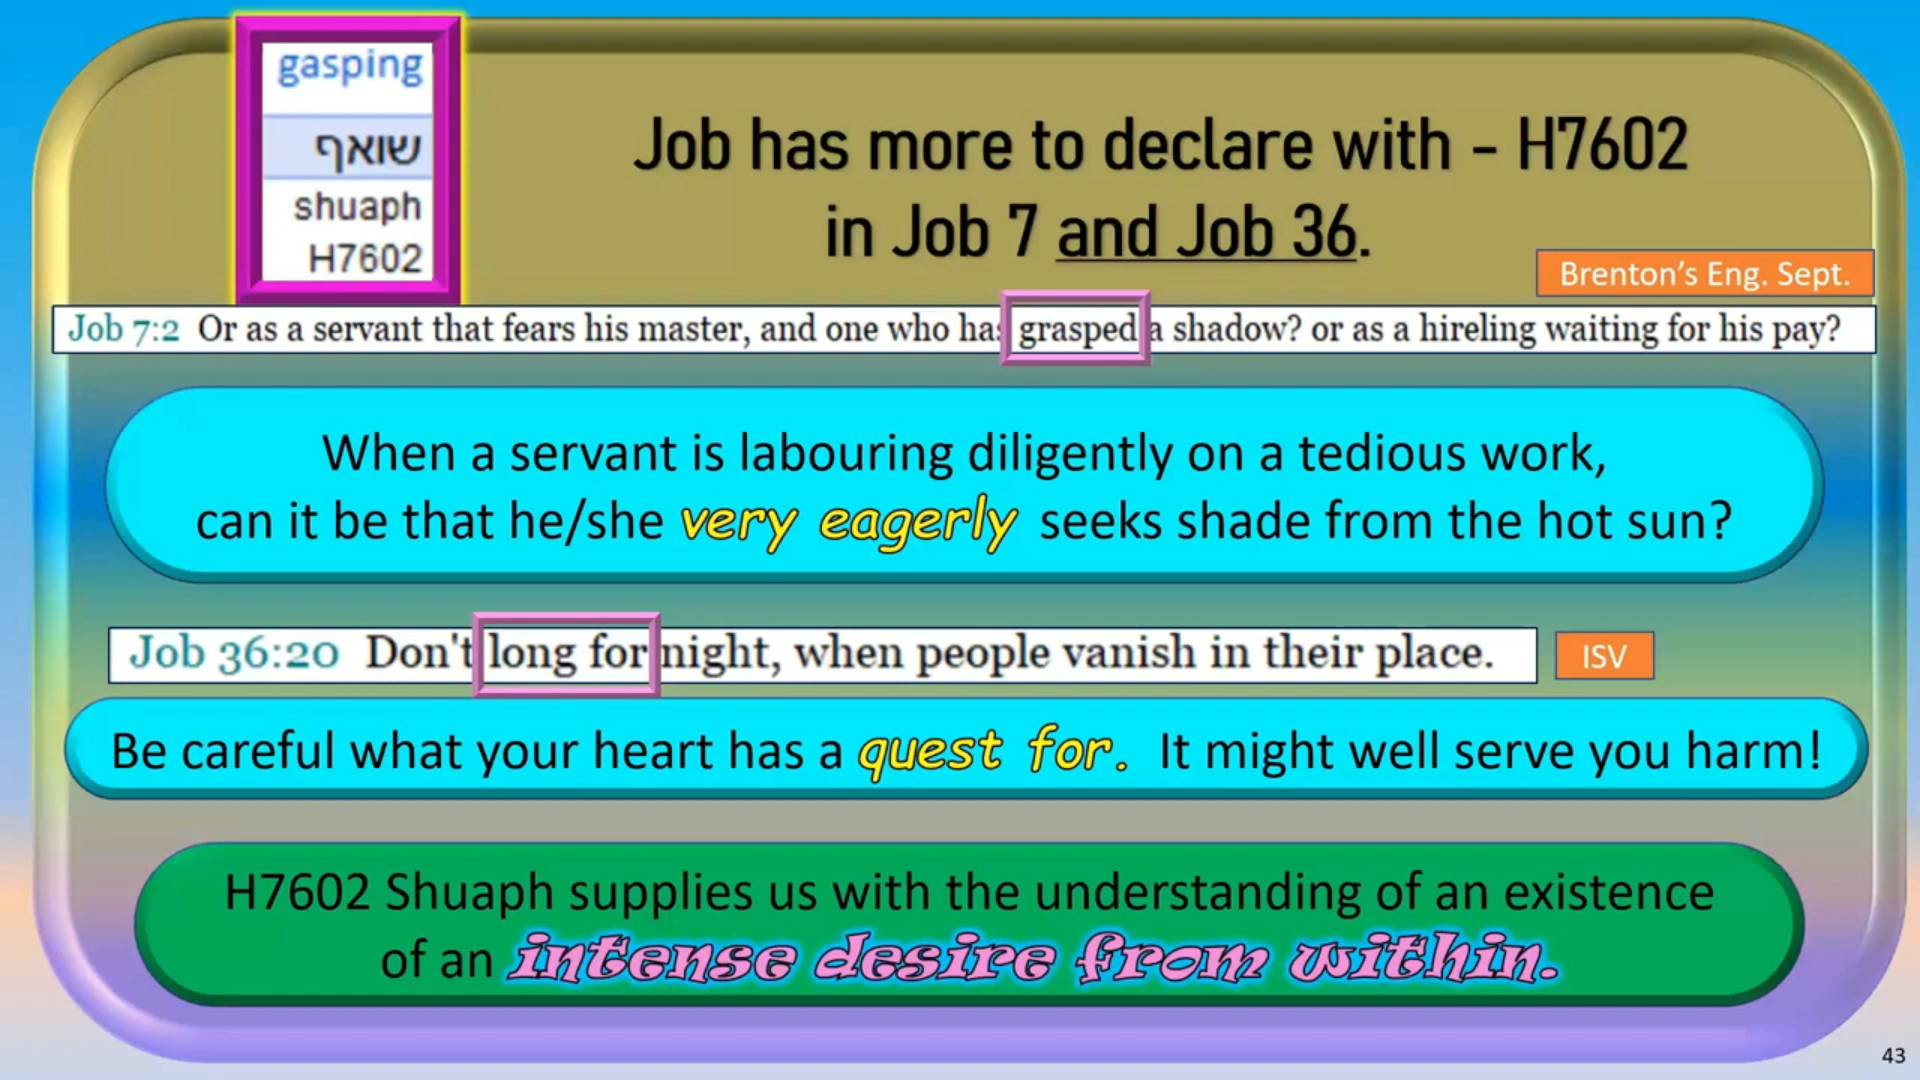 gasping
שואף
shuaph
H7602
Job has more to declare with - H7602
in Job 7 and Job 36.
Brenton's Eng. Sept.
Job 7:2 Or as a servant that fears his master, and one who has grasped a shadow? or as a hireling waiting for his pay?
When a servant is labouring diligently on a tedious work,
can it be that he/she very eagerly seeks shade from the hot sun?
Job 36:20 Don't long for night, when people vanish in their place.
ISV
Be careful what your heart has a quest for. It might well serve you harm!
H7602 Shuaph supplies us with the understanding of an existence
of an intense desire from within.
43